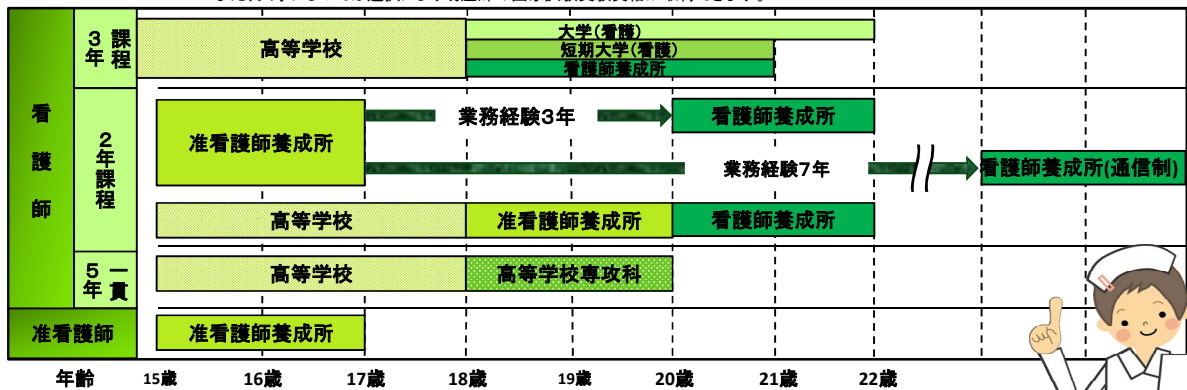 3年
課程
高等学校
大学(看護)
短期大学(看護)
看護師養成所
看護師
2年課程
准看護師養成所
業務経験3年
看護師養成所
業務経験7年
看護師養成所(通信制)
高等学校
准看護師養成所
看護師養成所
5年
一貫
高等学校
高等学校専攻科
准看護師
准看護師養成所
年齢 15歳 16歳 17歳 18歳 19歳 20歳 21歳 22歳